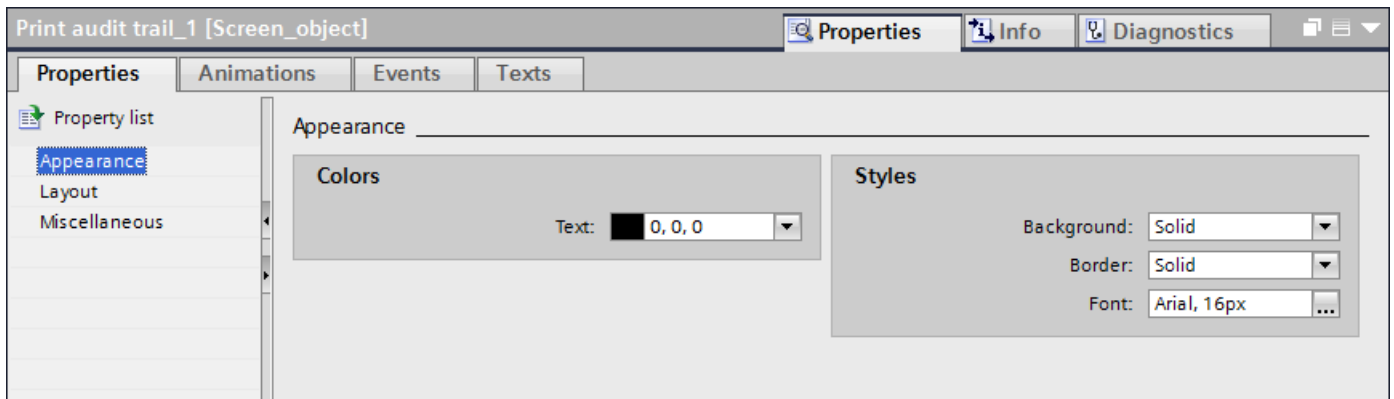 Print audit trail_1 [Screen_object]
Properties Info Diagnostics
Properties Animations Events Texts
Property list
Appearance
Layout
Miscellaneous
Appearance
Colors
Text: 0, 0, 0
Styles
Background: Solid
Border: Solid
Font: Arial, 16px ...